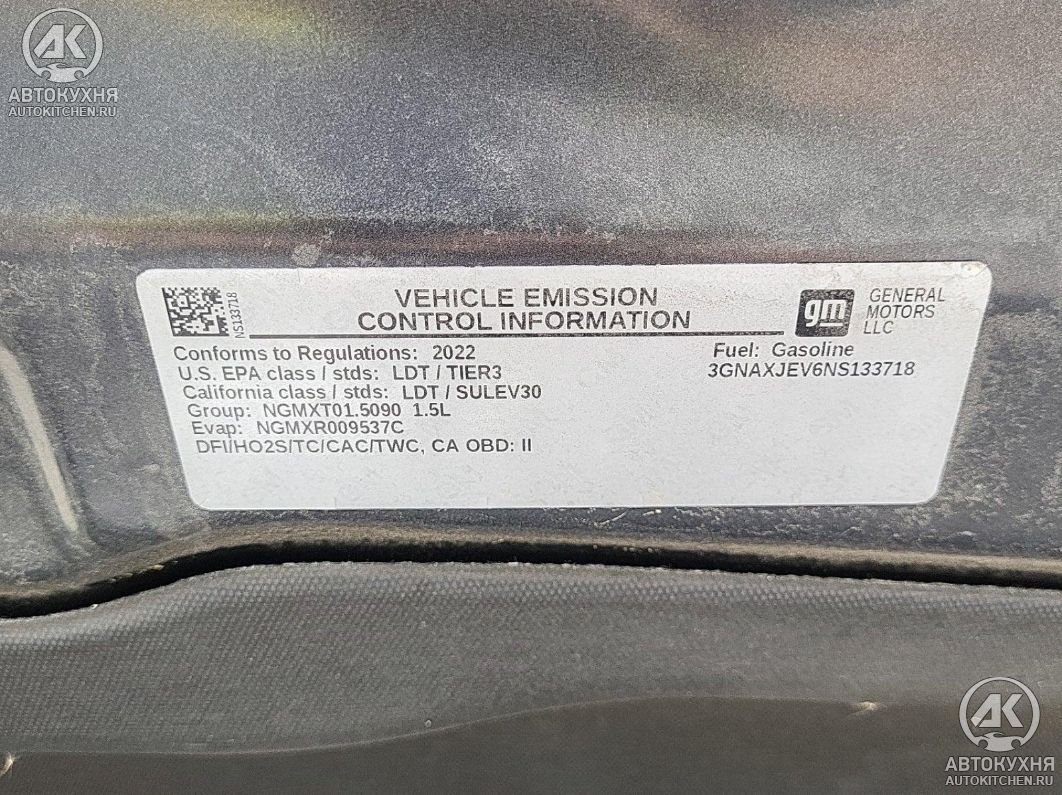 АК
АВТОКУХНЯ
AUTOKITCHEN.RU
NS133718
VEHICLE EMISSION
CONTROL INFORMATION
gm
GENERAL
MOTORS
LLC
Conforms to Regulations: 2022
U.S. EPA class / stds: LDT / TIER3
California class / stds: LDT / SULEV30
Group: NGMXT01.5090 1.5L
Evap: NGMXR009537C
DFI/HO2S/TC/CAC/TWC, CA OBD: II
Fuel: Gasoline
3GNAXJEV6NS133718
АК
АВТОКУХНЯ
AUTOKITCHEN.RU